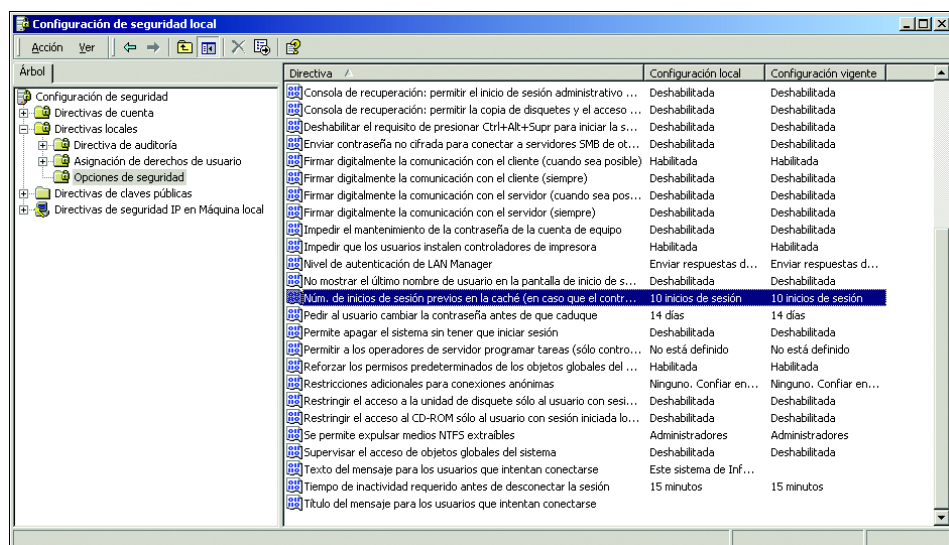 Configuración de seguridad local
Acción Ver
Árbol
Configuración de seguridad
Directivas de cuenta
Directivas locales
Directiva de auditoría
Asignación de derechos de usuario
Opciones de seguridad
Directivas de claves públicas
Directivas de seguridad IP en Máquina local
Directiva Configuración local Configuración vigente
Consola de recuperación: permitir el inicio de sesión administrativo ... Deshabilitada Deshabilitada
Consola de recuperación: permitir la copia de disquetes y el acceso ... Deshabilitada Deshabilitada
Deshabilitar el requisito de presionar Ctrl+Alt+Supr para iniciar la s... Deshabilitada Deshabilitada
Enviar contraseña no cifrada para conectar a servidores SMB de ot... Deshabilitada Deshabilitada
Firmar digitalmente la comunicación con el cliente (cuando sea posible) Habilitada Habilitada
Firmar digitalmente la comunicación con el cliente (siempre) Deshabilitada Deshabilitada
Firmar digitalmente la comunicación con el servidor (cuando sea pos... Deshabilitada Deshabilitada
Firmar digitalmente la comunicación con el servidor (siempre) Deshabilitada Deshabilitada
Impedir el mantenimiento de la contraseña de la cuenta de equipo Deshabilitada Deshabilitada
Impedir que los usuarios instalen controladores de impresora Habilitada Habilitada
Nivel de autenticación de LAN Manager Enviar respuestas d... Enviar respuestas d...
No mostrar el último nombre de usuario en la pantalla de inicio de s... Deshabilitada Deshabilitada
Núm. de inicios de sesión previos en la caché (en caso que el contr... 10 inicios de sesión 10 inicios de sesión
Pedir al usuario cambiar la contraseña antes de que caduque 14 días 14 días
Permite apagar el sistema sin tener que iniciar sesión Deshabilitada Deshabilitada
Permitir a los operadores de servidor programar tareas (sólo contro... No está definido No está definido
Reforzar los permisos predeterminados de los objetos globales del ... Habilitada Habilitada
Restricciones adicionales para conexiones anónimas Ninguno. Confiar en... Ninguno. Confiar en...
Restringir el acceso a la unidad de disquete sólo al usuario con sesi... Deshabilitada Deshabilitada
Restringir el acceso al CD-ROM sólo al usuario con sesión iniciada lo... Deshabilitada Deshabilitada
Se permite expulsar medios NTFS extraíbles Administradores Administradores
Supervisar el acceso de objetos globales del sistema Deshabilitada Deshabilitada
Texto del mensaje para los usuarios que intentan conectarse Este sistema de Inf...
Tiempo de inactividad requerido antes de desconectar la sesión 15 minutos 15 minutos
Título del mensaje para los usuarios que intentan conectarse